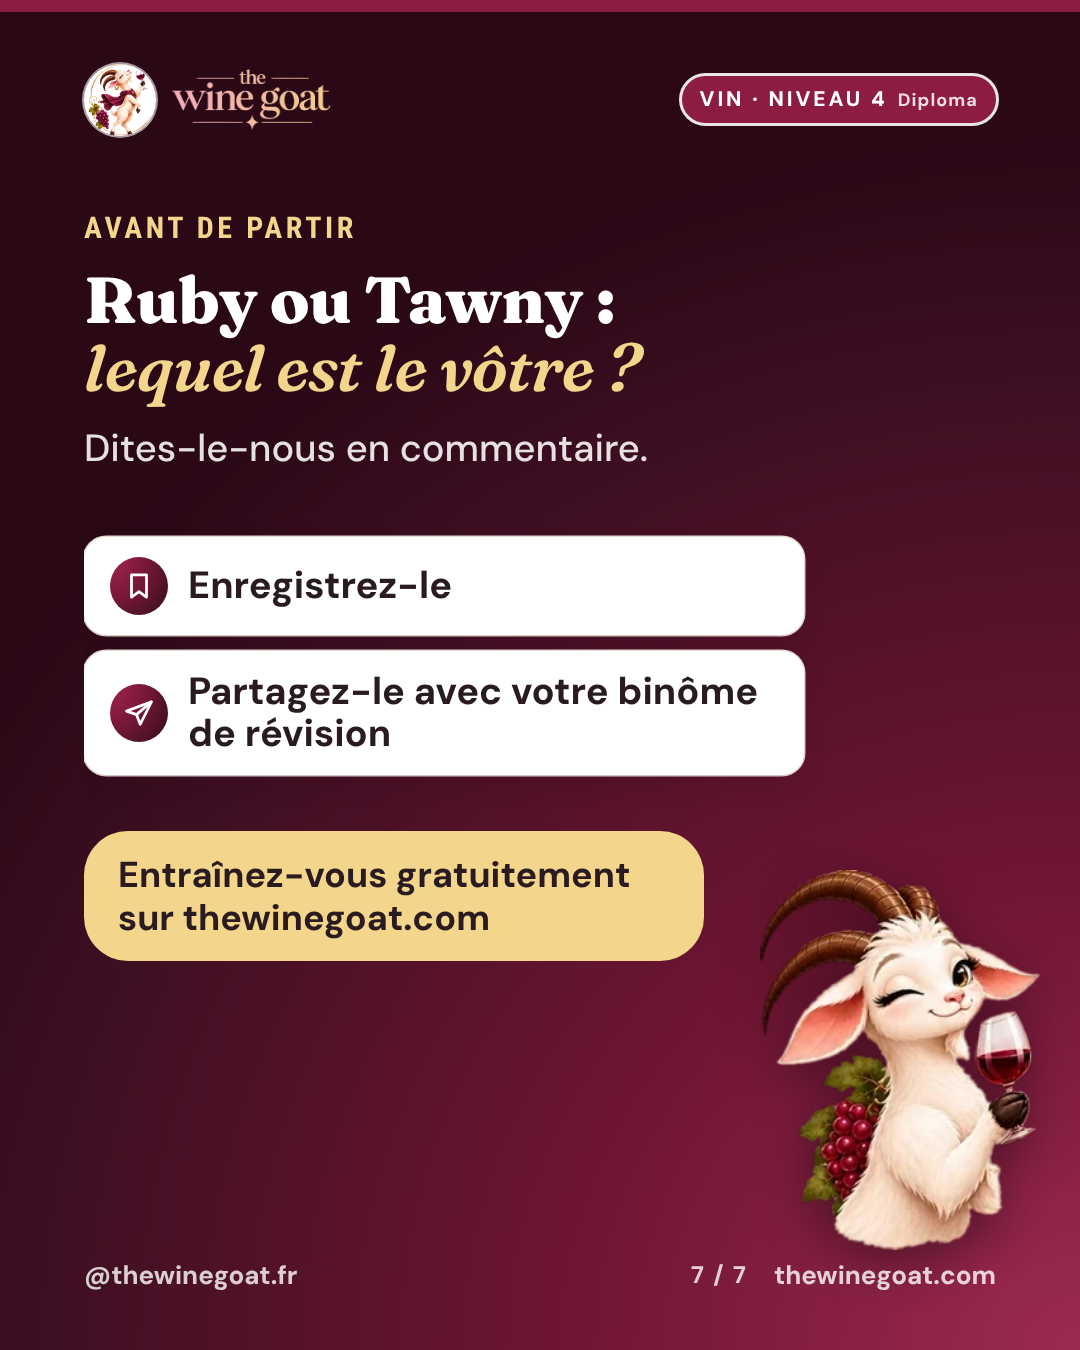 the
wine goat
VIN · NIVEAU 4 Diploma
AVANT DE PARTIR
Ruby ou Tawny :
lequel est le vôtre ?
Dites-le-nous en commentaire.
Enregistrez-le
Partagez-le avec votre binôme
de révision
Entraînez-vous gratuitement
sur thewinegoat.com
@thewinegoat.fr
7 / 7
thewinegoat.com